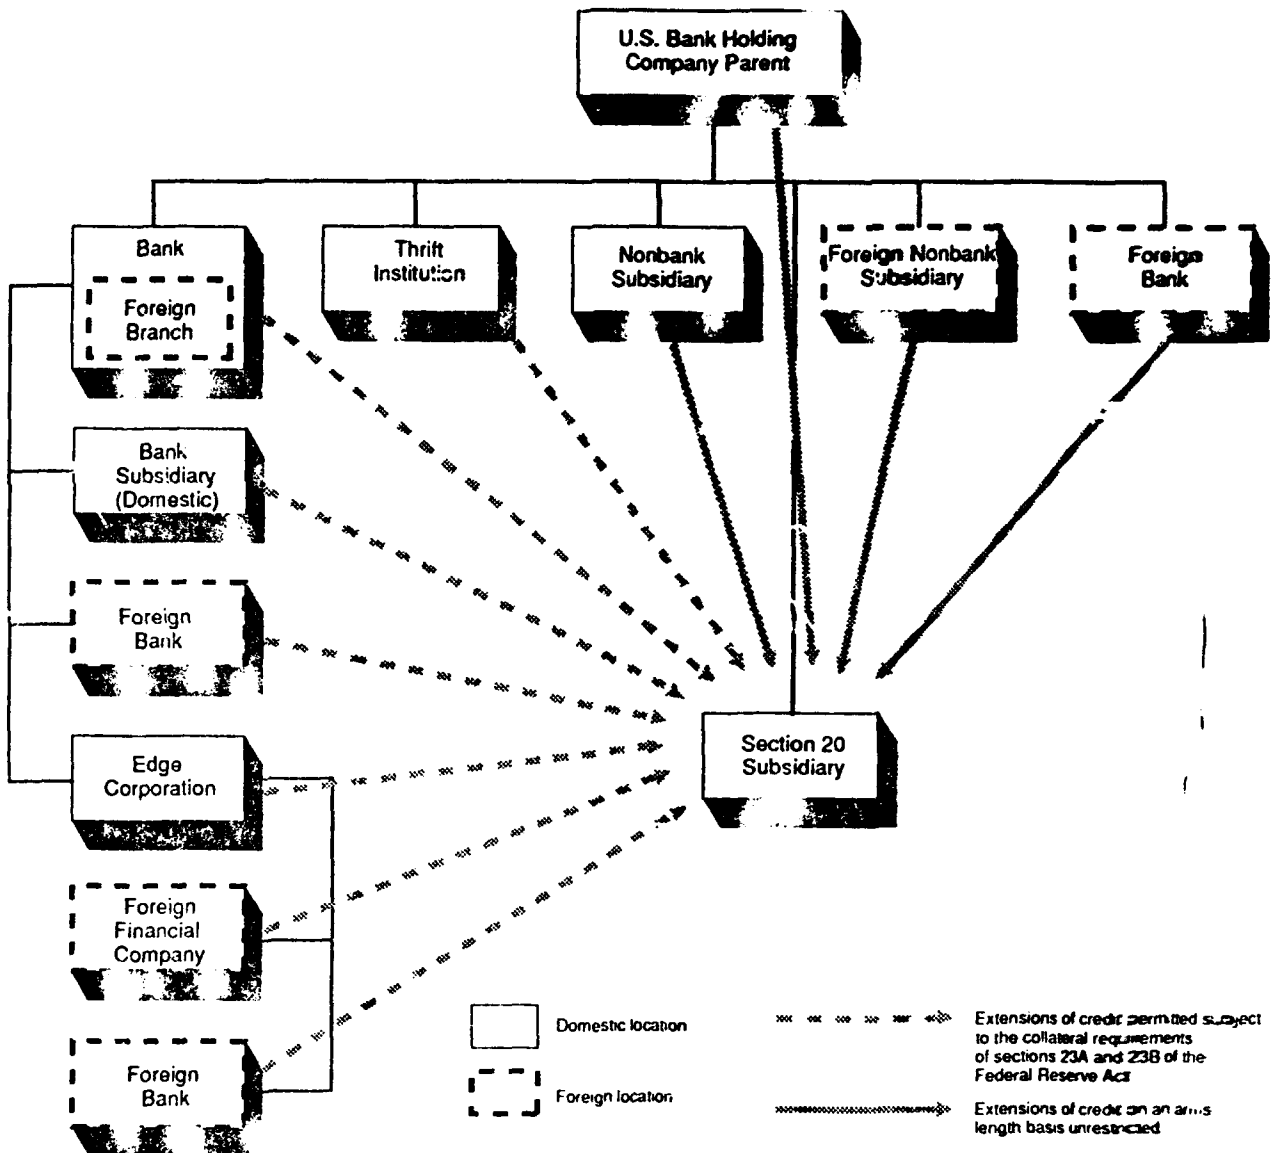 U.S. Bank Holding
Company Parent
Bank
Foreign
Branch
Thrift
Institution
Nonbank
Subsidiary
Foreign Nonbank
Subsidiary
Foreign
Bank
Bank
Subsidiary
(Domestic)
Foreign
Bank
Edge
Corporation
Section 20
Subsidiary
Foreign
Financial
Company
Foreign
Bank
Domestic location
Foreign location
Extensions of credit permitted subject
to the collateral requirements
of sections 23A and 23B of the
Federal Reserve Act
Extensions of credit on an arms
length basis unrestricted